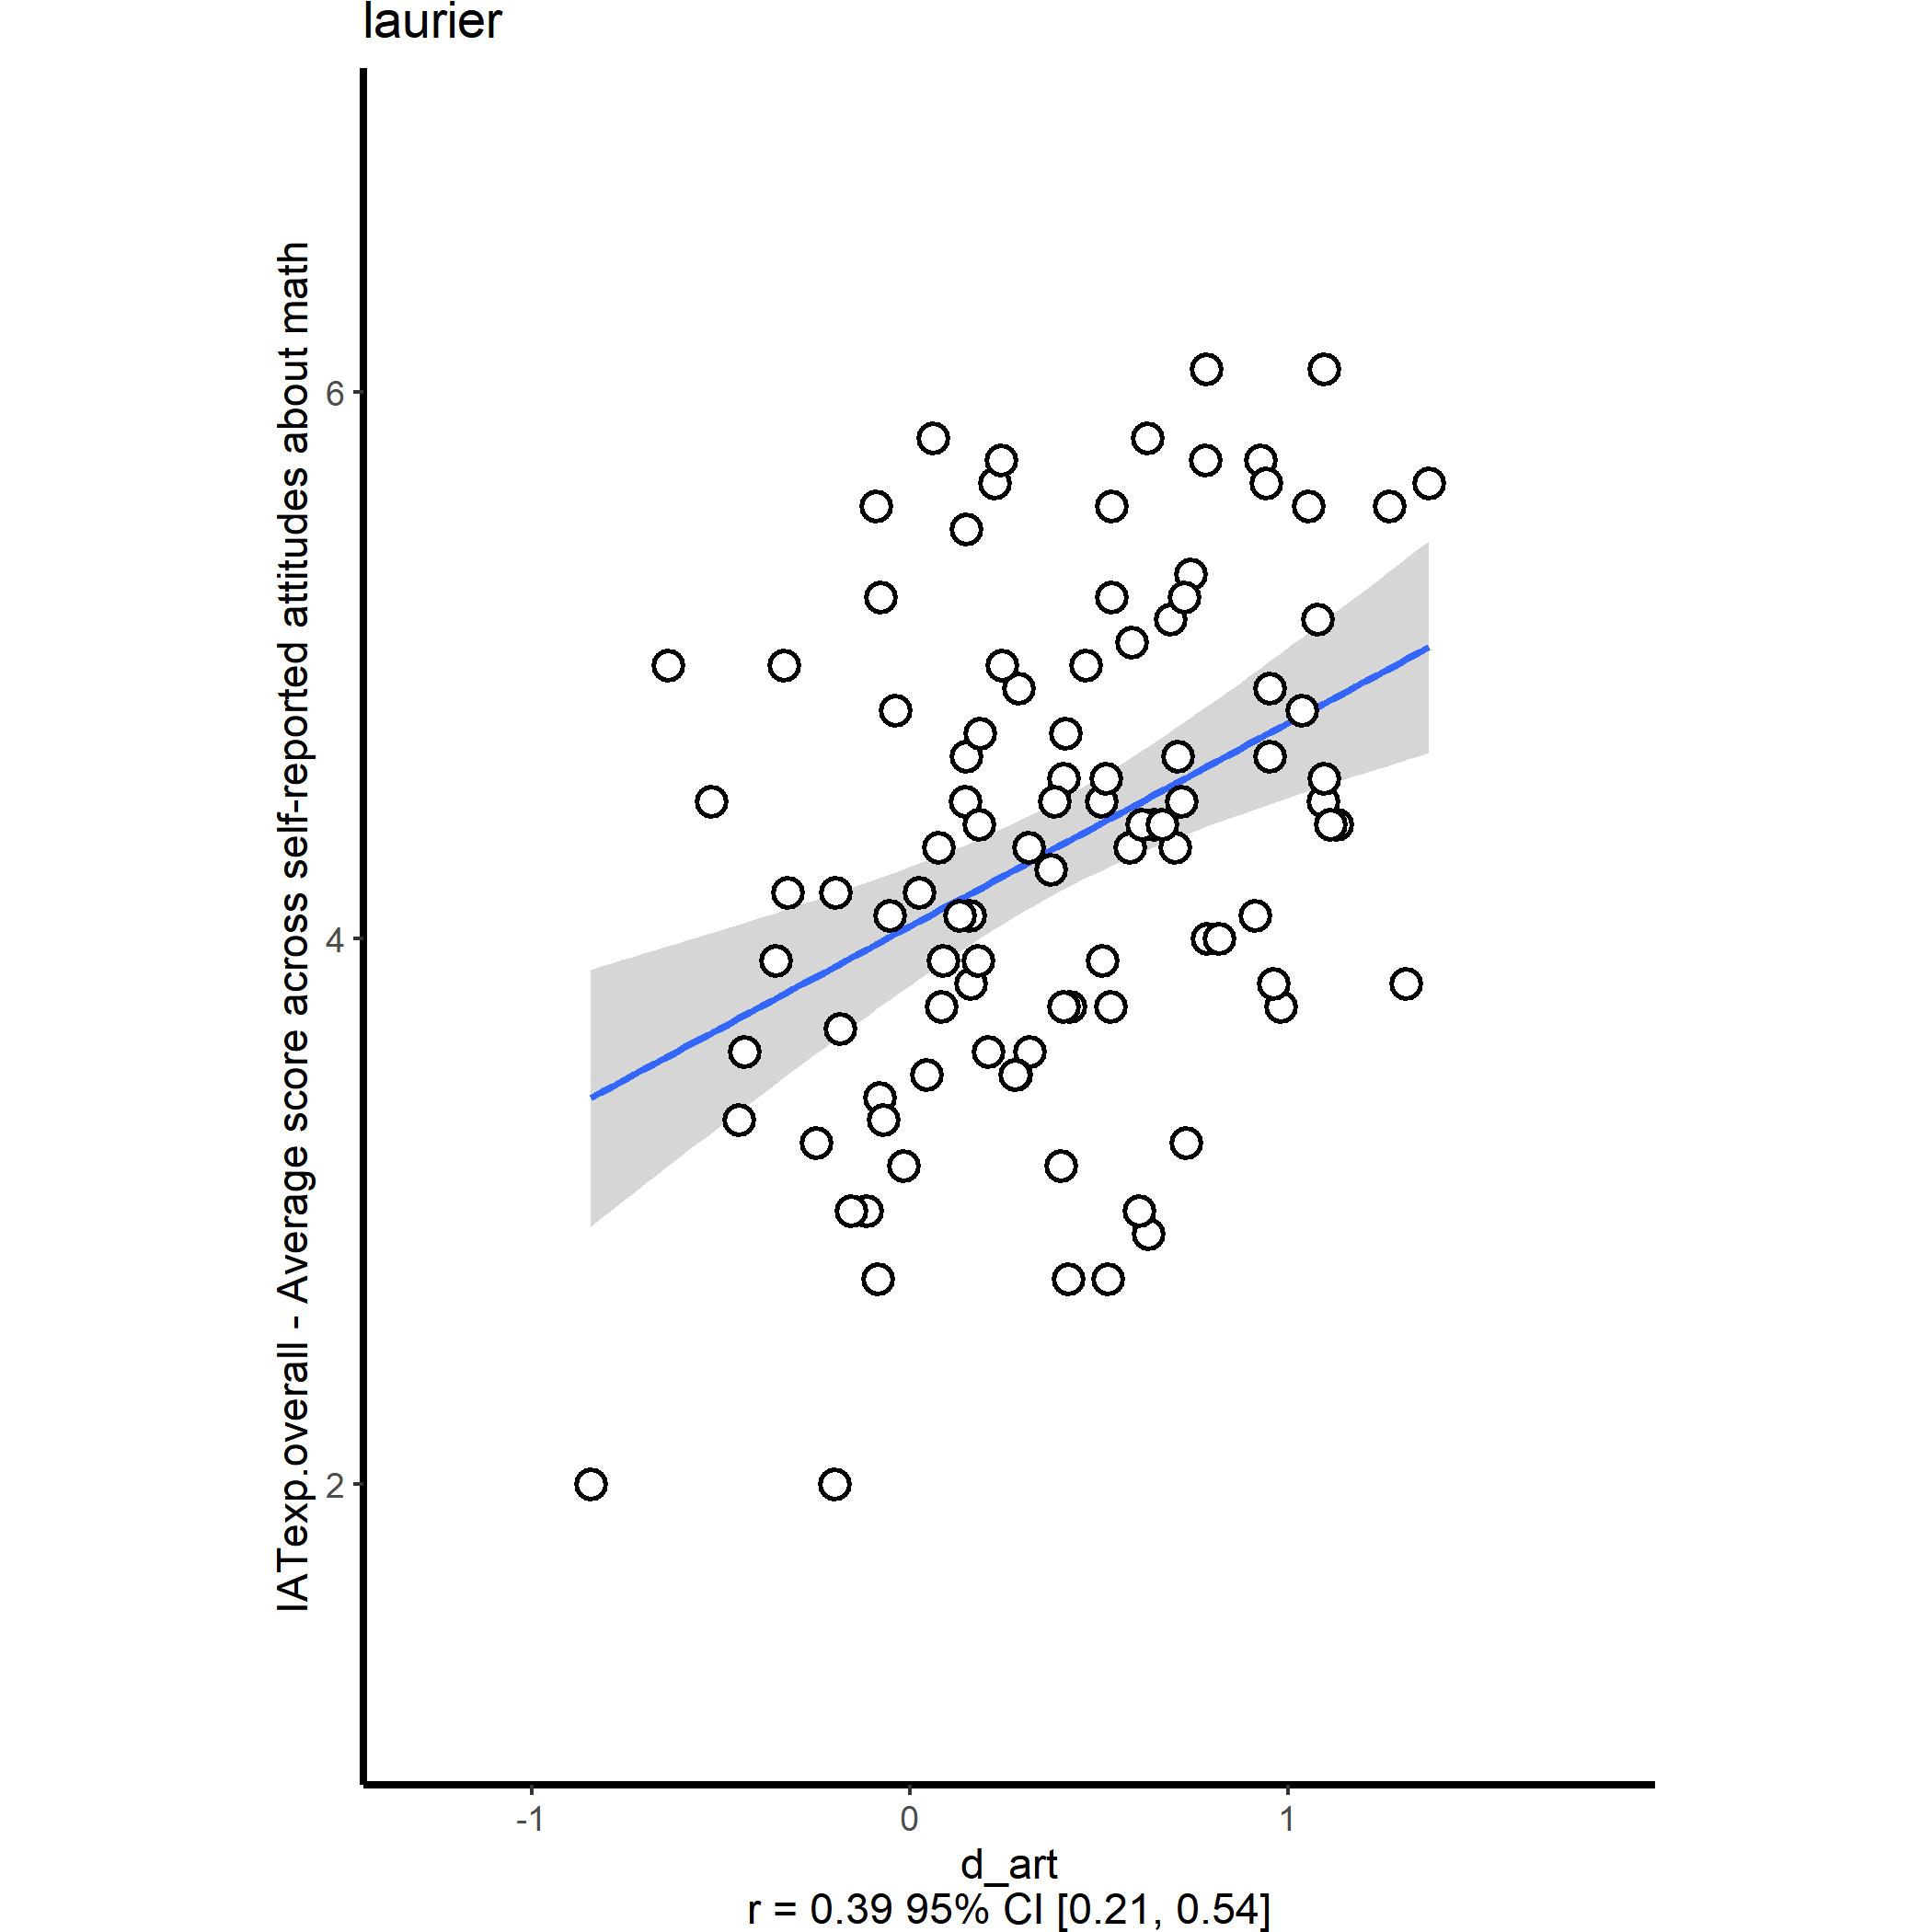 laurier
IATexp.overall - Average score across self-reported attitudes about math
6
4
2
-1
0
1
d_art
r = 0.39 95% CI [0.21, 0.54]